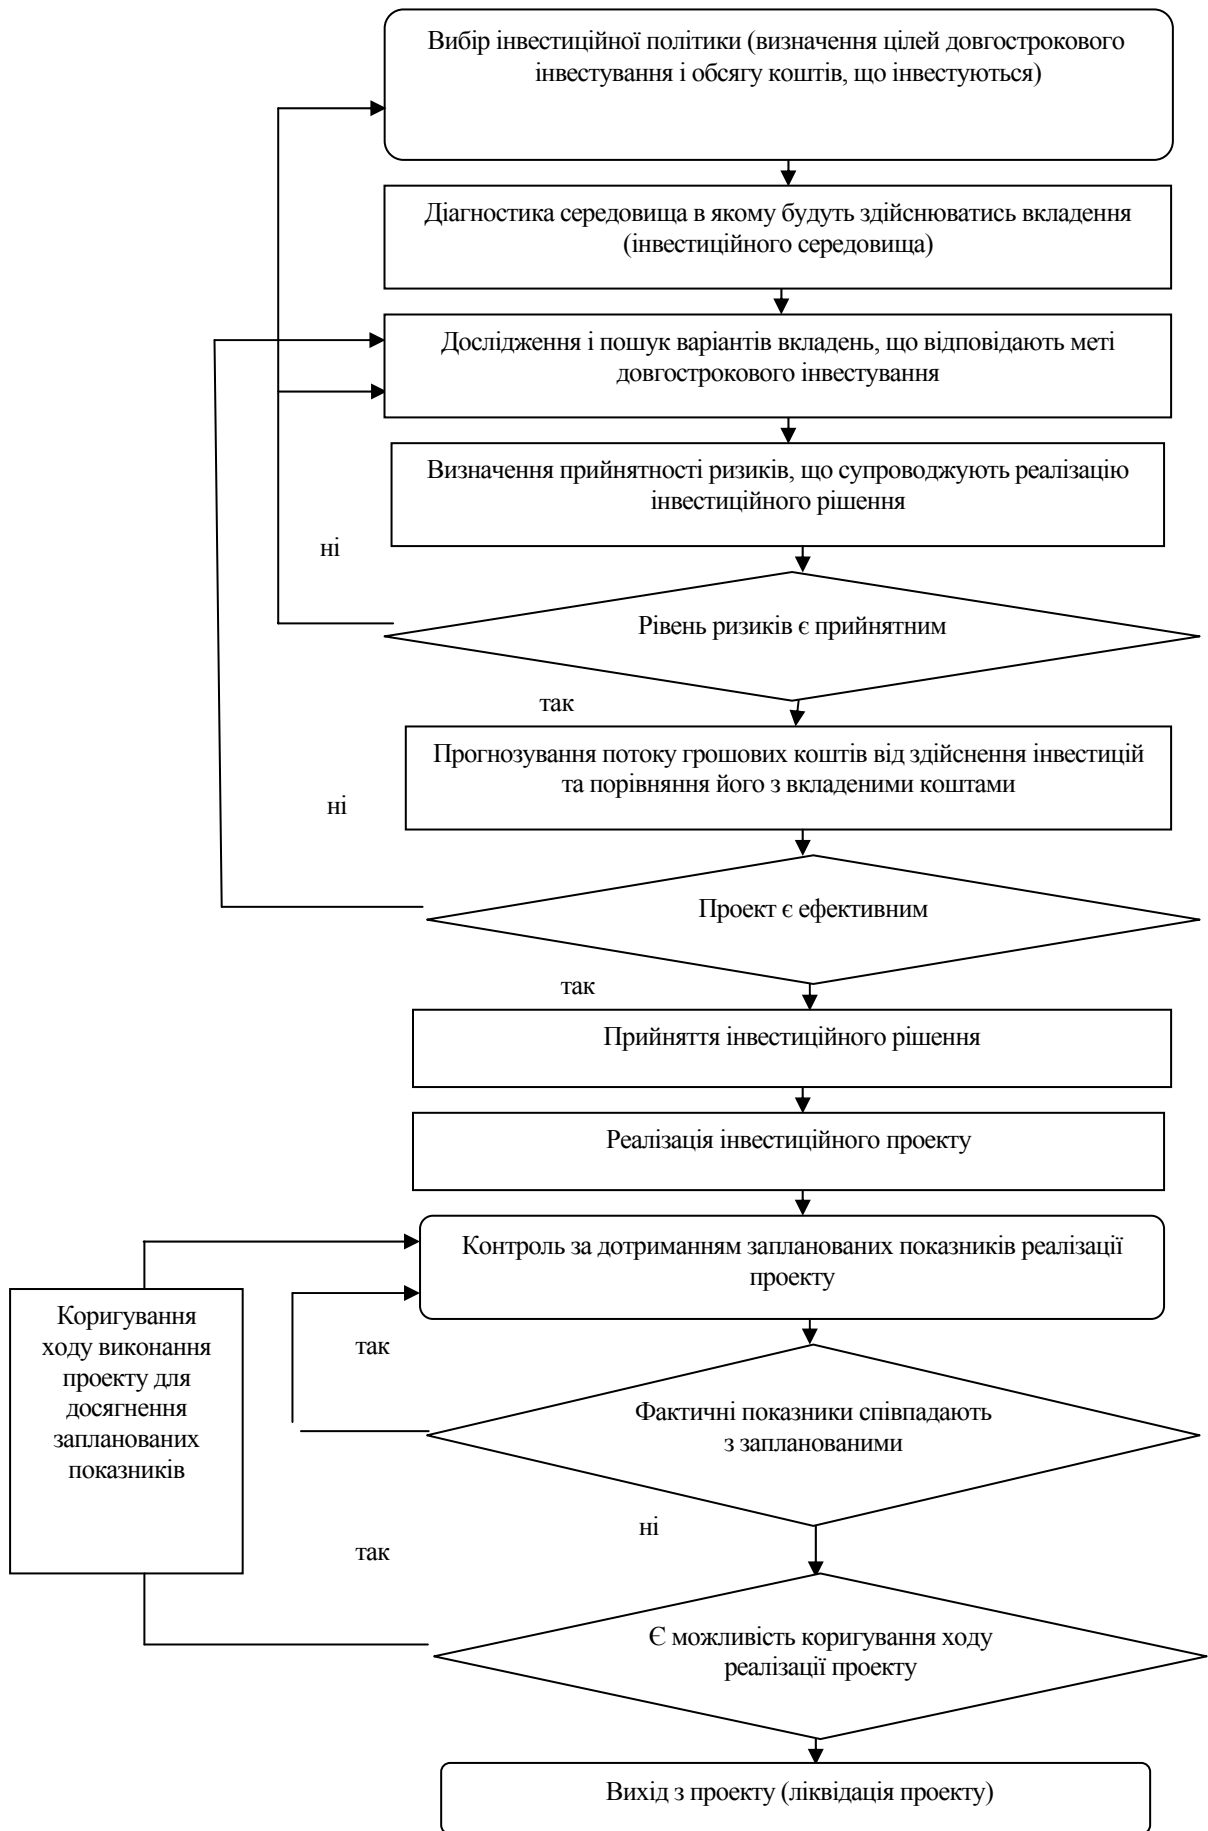 Вибір інвестиційної політики (визначення цілей довгострокового
інвестування і обсягу коштів, що інвестуються)
Діагностика середовища в якому будуть здійснюватись вкладення
(інвестиційного середовища)
Дослідження і пошук варіантів вкладень, що відповідають меті
довгострокового інвестування
Визначення прийнятності ризиків, що супроводжують реалізацію
інвестиційного рішення
ні
Рівень ризиків є прийнятним
так
Прогнозування потоку грошових коштів від здійснення інвестицій
та порівняння його з вкладеними коштами
ні
Проект є ефективним
так
Прийняття інвестиційного рішення
Реалізація інвестиційного проекту
Контроль за дотриманням запланованих показників реалізації
проекту
Коригування
ходу виконання
проекту для
досягнення
запланованих
показників
так
Фактичні показники співпадають
з запланованими
ні
так
Є можливість коригування ходу
реалізації проекту
Вихід з проекту (ліквідація проекту)